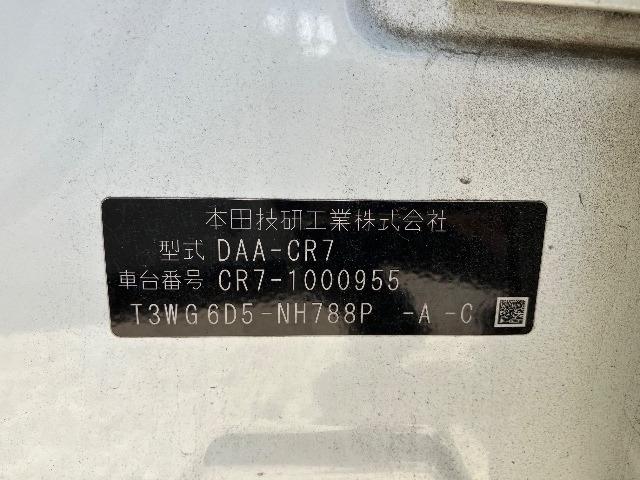 本田技研工業株式会社
型式 DAA-CR7
車台番号 CR7-1000955
T3WG6D5-NH788P -A -C